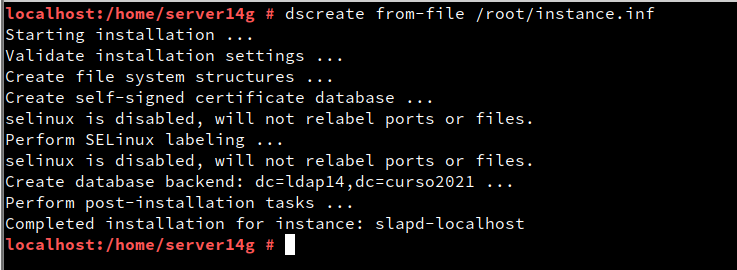 localhost:/home/server14g # dscreate from-file /root/instance.inf
Starting installation ...
Validate installation settings ...
Create file system structures ...
Create self-signed certificate database ...
selinux is disabled, will not relabel ports or files.
Perform SELinux labeling ...
selinux is disabled, will not relabel ports or files.
Create database backend: dc=ldap14,dc=curso2021 ...
Perform post-installation tasks ...
Completed installation for instance: slapd-localhost
localhost:/home/server14g #